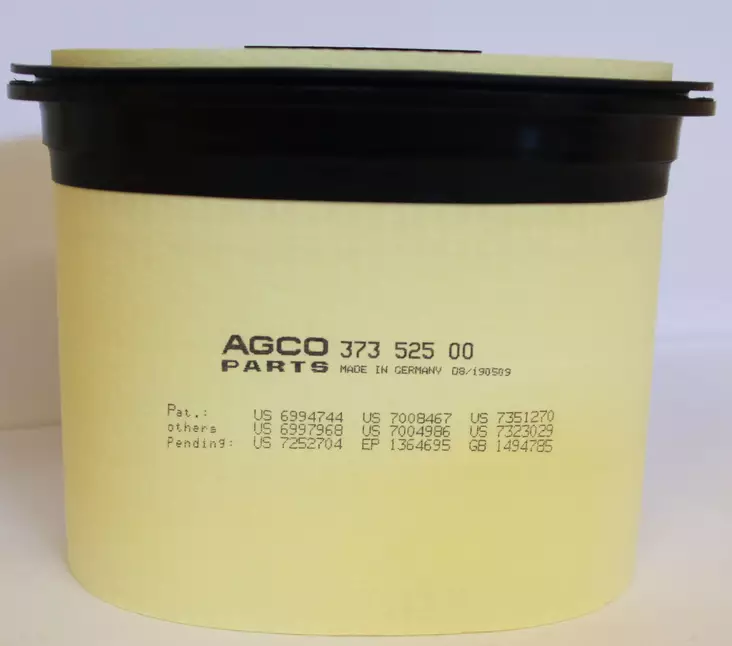 AGCO 373 525 00
PARTS MADE IN GERMANY 08/190509
Pat.: US 6994744 US 7008467 US 7351270
others US 6997968 US 7004986 US 7323029
Pending: US 7252704 EP 1364695 GB 1494785